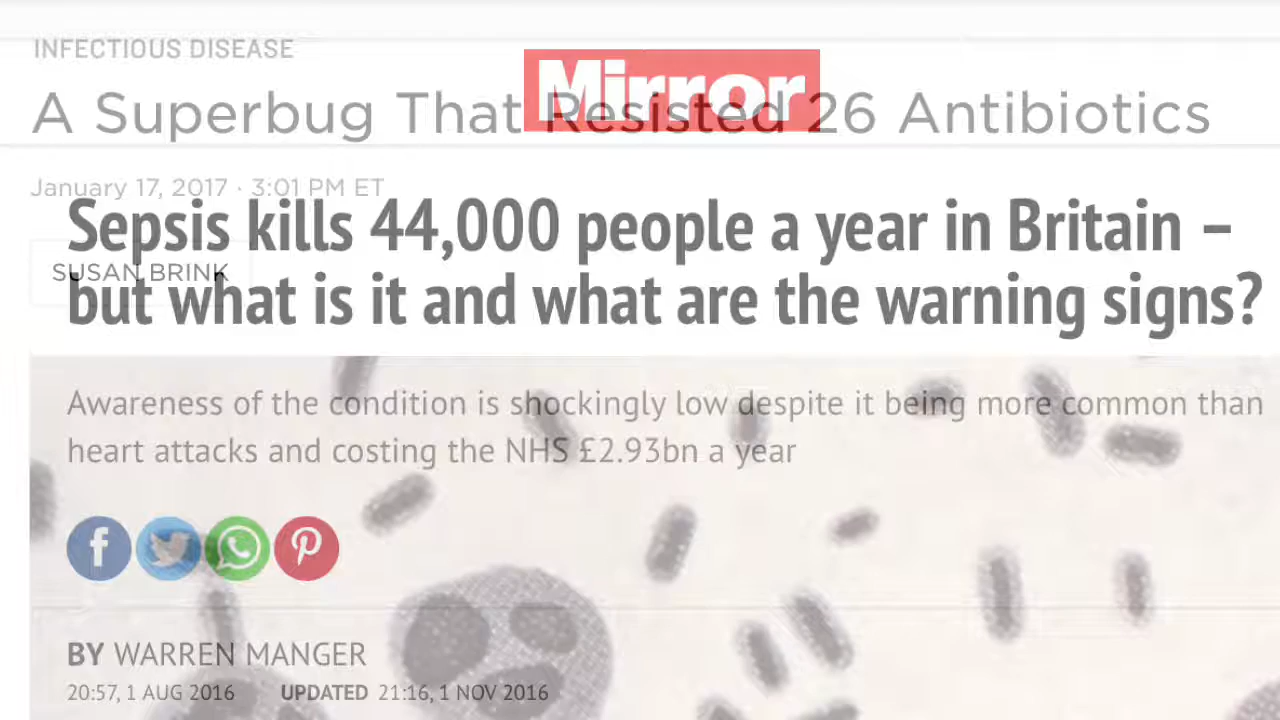 INFECTIOUS DISEASE
Mirror
A Superbug That Resisted 26 Antibiotics
January 17, 2017 · 3:01 PM ET
Sepsis kills 44,000 people a year in Britain –
SUSAN BRINK
but what is it and what are the warning signs?
Awareness of the condition is shockingly low despite it being more common than
heart attacks and costing the NHS £2.93bn a year
BY WARREN MANGER
20:57, 1 AUG 2016 UPDATED 21:16, 1 NOV 2016